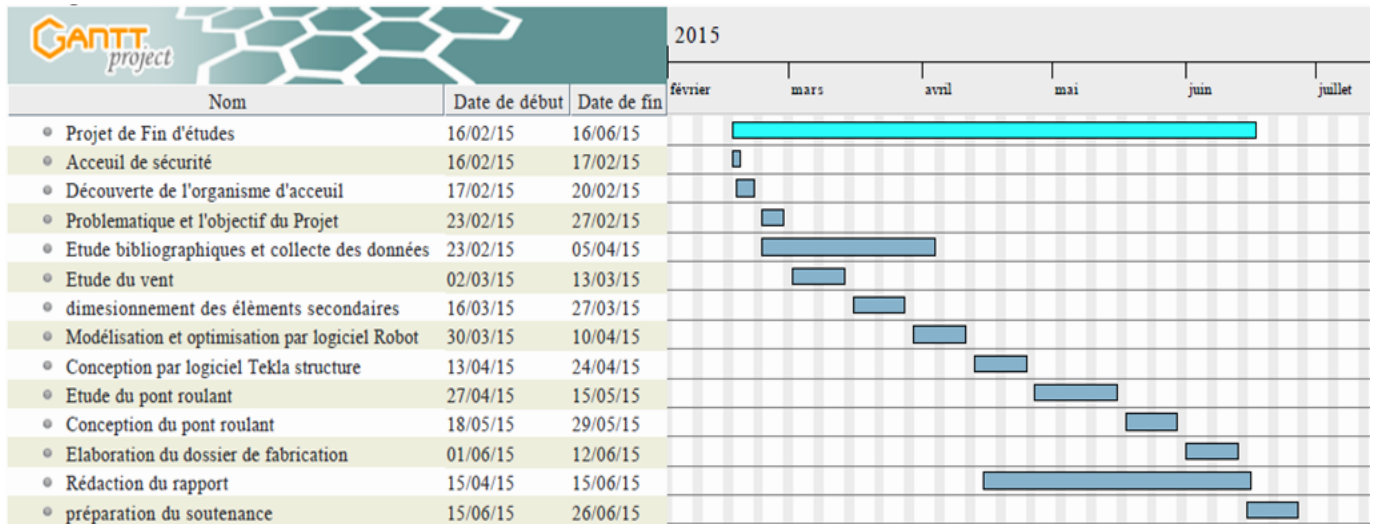 GANTT
project
2015
février mars avril mai juin juillet
Nom Date de début Date de fin
Projet de Fin d'études 16/02/15 16/06/15
Acceuil de sécurité 16/02/15 17/02/15
Découverte de l'organisme d'acceuil 17/02/15 20/02/15
Problematique et l'objectif du Projet 23/02/15 27/02/15
Etude bibliographiques et collecte des données 23/02/15 05/04/15
Etude du vent 02/03/15 13/03/15
dimesionnement des élèments secondaires 16/03/15 27/03/15
Modélisation et optimisation par logiciel Robot 30/03/15 10/04/15
Conception par logiciel Tekla structure 13/04/15 24/04/15
Etude du pont roulant 27/04/15 15/05/15
Conception du pont roulant 18/05/15 29/05/15
Elaboration du dossier de fabrication 01/06/15 12/06/15
Rédaction du rapport 15/04/15 15/06/15
préparation du soutenance 15/06/15 26/06/15